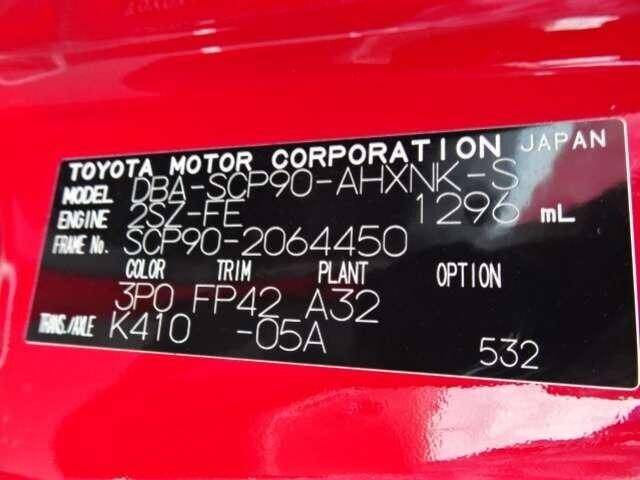 TOYOTA MOTOR CORPORATION JAPAN
MODEL DBA-SCP90-AHXNK-S
ENGINE 2SZ-FE 1296 mL
FRAME No. SCP90-2064450
COLOR TRIM PLANT OPTION
3P0 FP42 A32
TRANS./AXLE K410 -05A
532